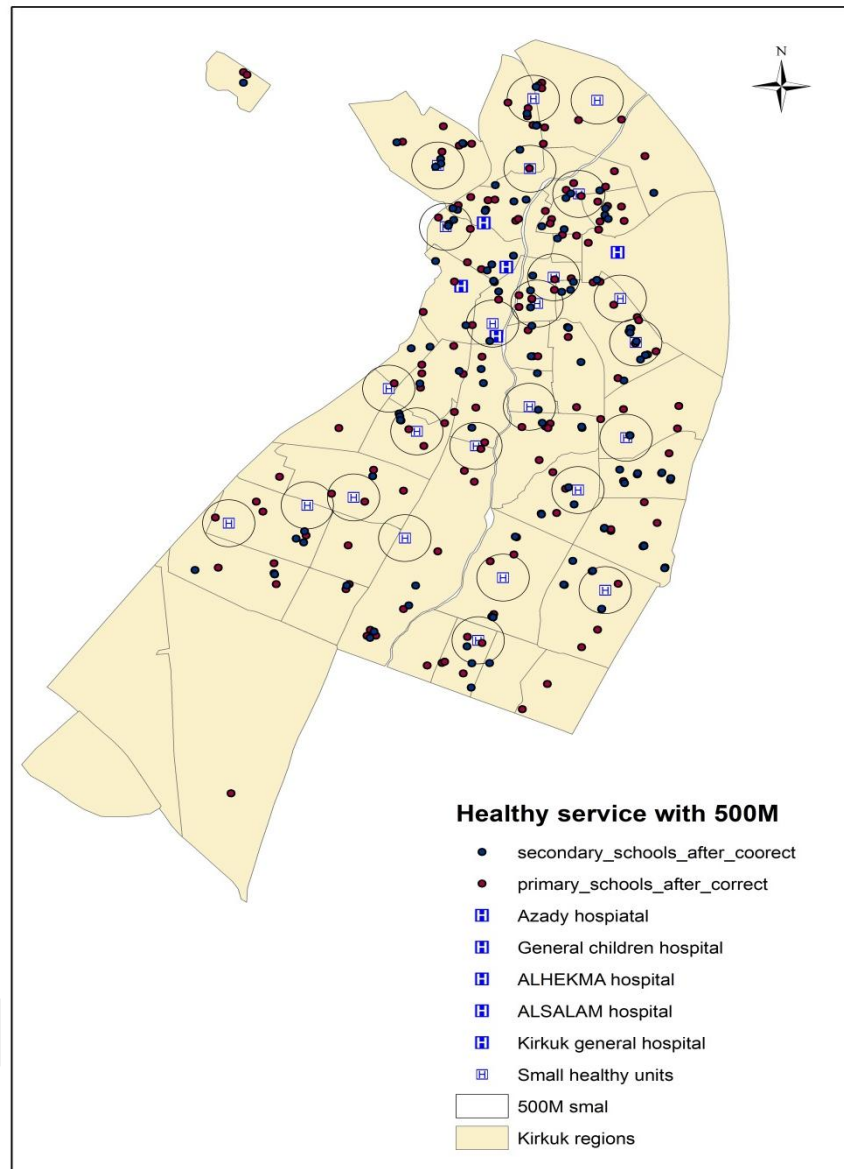 N
Healthy service with 500M
secondary_schools_after_coorect
primary_schools_after_correct
Azady hospiatal
General children hospital
ALHEKMA hospital
ALSALAM hospital
Kirkuk general hospital
Small healthy units
500M smal
Kirkuk regions